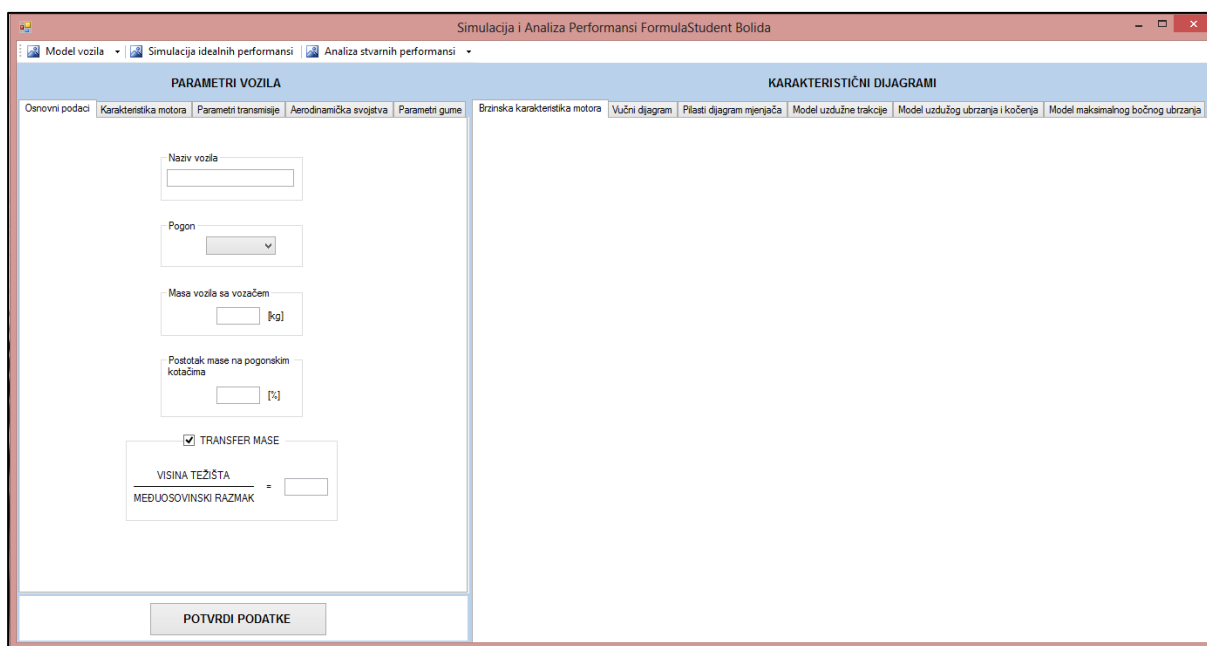 Simulacija i Analiza Performansi FormulaStudent Bolida
Model vozila Simulacija idealnih performansi Analiza stvarnih performansi
PARAMETRI VOZILA
Osnovni podaci Karakteristika motora Parametri transmisije Aerodinamička svojstva Parametri gume
Naziv vozila
Pogon
Masa vozila sa vozačem
[kg]
Postotak mase na pogonskim
kotačima
[%]
TRANSFER MASE
VISINA TEŽIŠTA
=
MEĐUOSOVINSKI RAZMAK
POTVRDI PODATKE
KARAKTERISTIČNI DIJAGRAMI
Brzinska karakteristika motora Vučni dijagram Pilasti dijagram mjenjača Model uzdužne trakcije Model uzdužog ubrzanja i kočenja Model maksimalnog bočnog ubrzanja